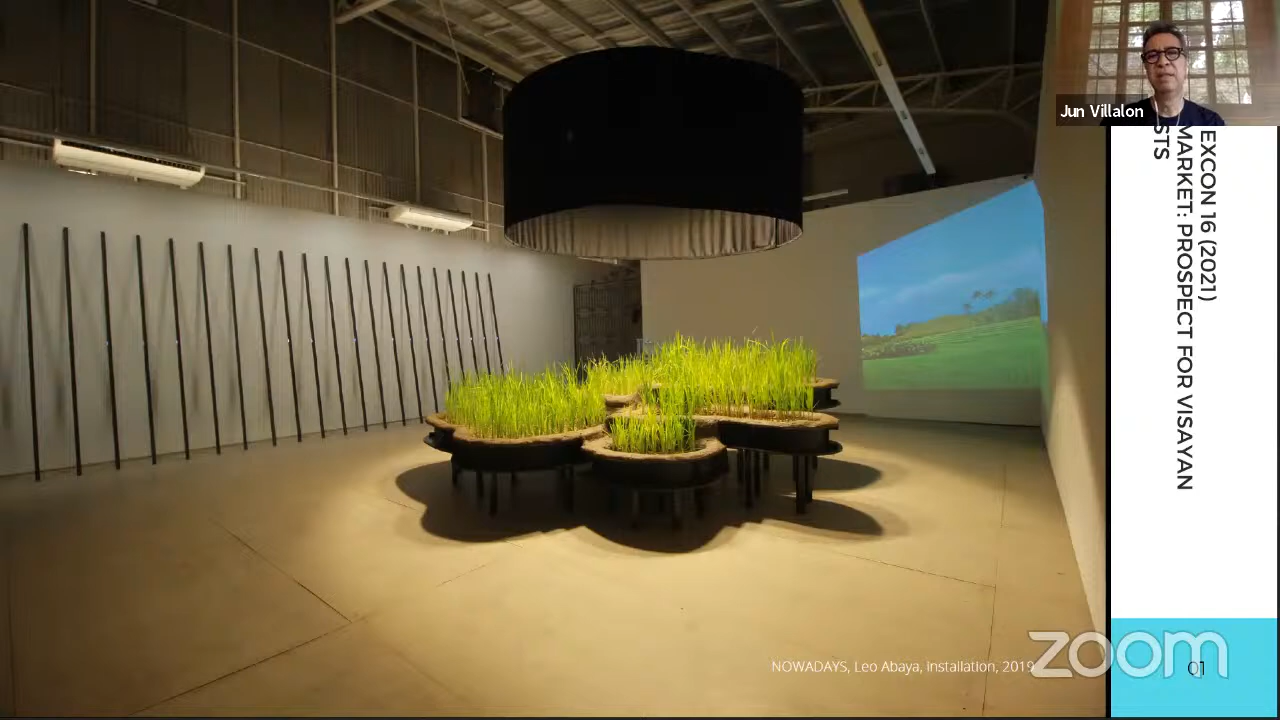 Jun Villalon
EXCON 16 (2021)
MARKET: PROSPECT FOR VISAYAN
STS
NOWADAYS, Leo Abaya, Installation, 2019
zoom
01